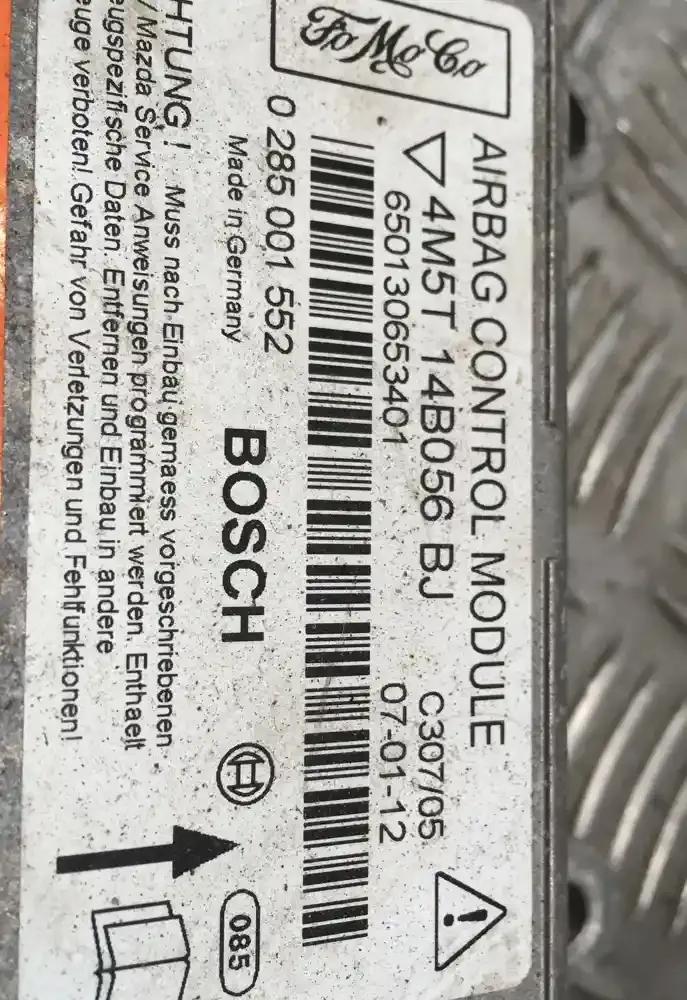 FoMoCo
AIRBAG CONTROL MODULE
4M5T 14B056 BJ
C307/05
650130653401
07-01-12
0 285 001 552
Made in Germany
BOSCH
085
HTUNG ! Muss nach Einbau gemaess vorgeschriebenen
/ Mazda Service Anweisungen programmiert werden. Enthaelt
eugspezifische Daten. Entfernen und Einbau in andere
euge verboten! Gefahr von Verletzungen und Fehlfunktionen!